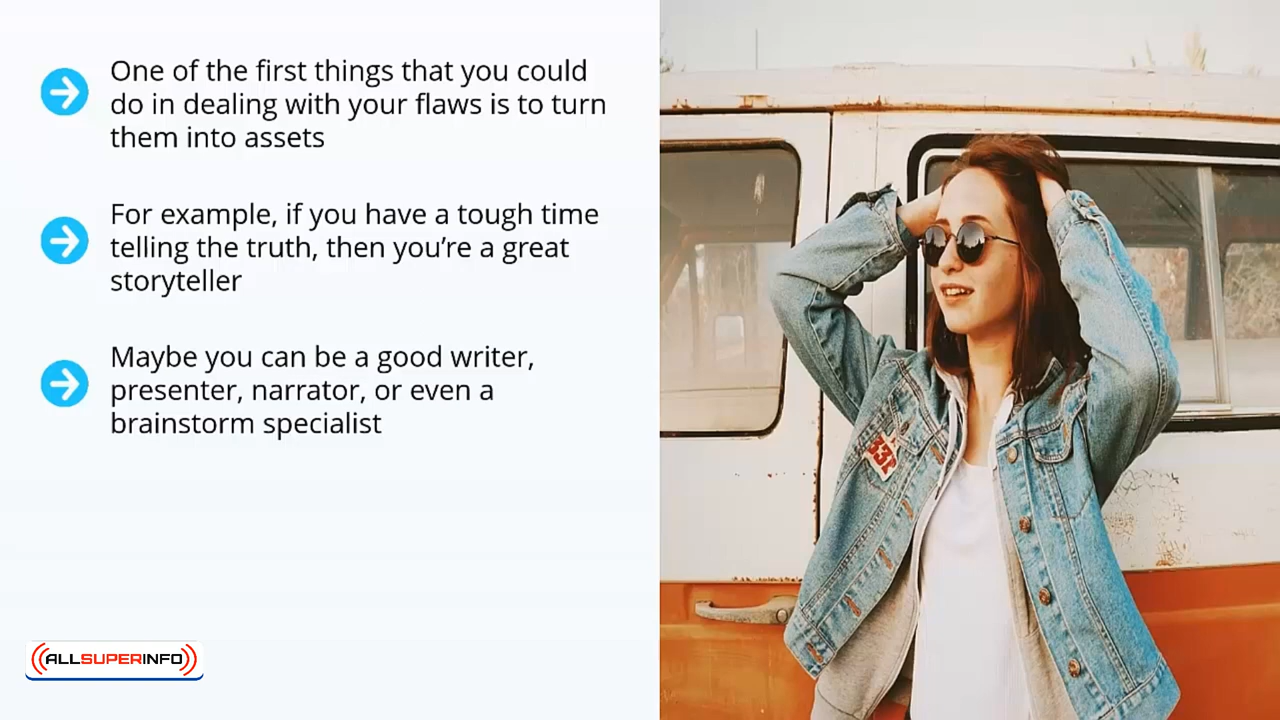 One of the first things that you could
do in dealing with your flaws is to turn
them into assets
For example, if you have a tough time
telling the truth, then you're a great
storyteller
Maybe you can be a good writer,
presenter, narrator, or even a
brainstorm specialist
ALLSUPERINFO